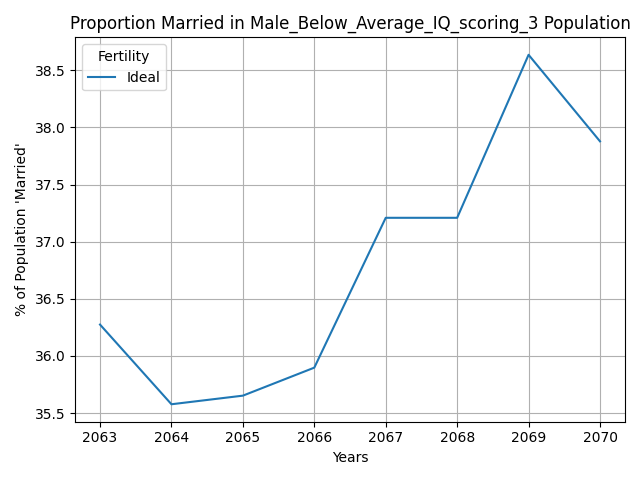 Proportion Married in Male_Below_Average_IQ_scoring_3 Population
Fertility
Ideal
% of Population 'Married'
38.5
38.0
37.5
37.0
36.5
36.0
35.5
2063 2064 2065 2066 2067 2068 2069 2070
Years